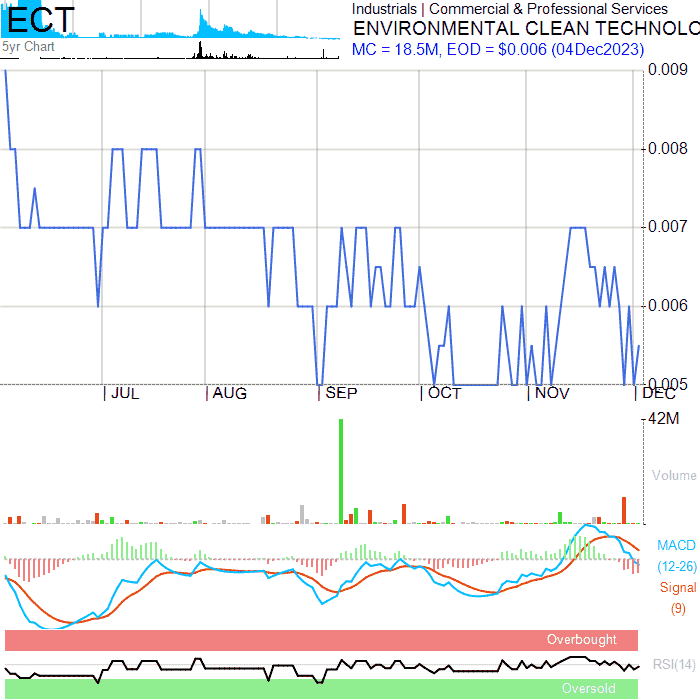 ECT
5yr Chart
Industrials | Commercial & Professional Services
ENVIRONMENTAL CLEAN TECHNOLO
MC = 18.5M, EOD = $0.006 (04Dec2023)
0.009
0.008
0.007
0.006
0.005
JUL AUG SEP OCT NOV DEC
42M
Volume
MACD
(12-26)
Signal
(9)
Overbought
RSI(14)
Oversold